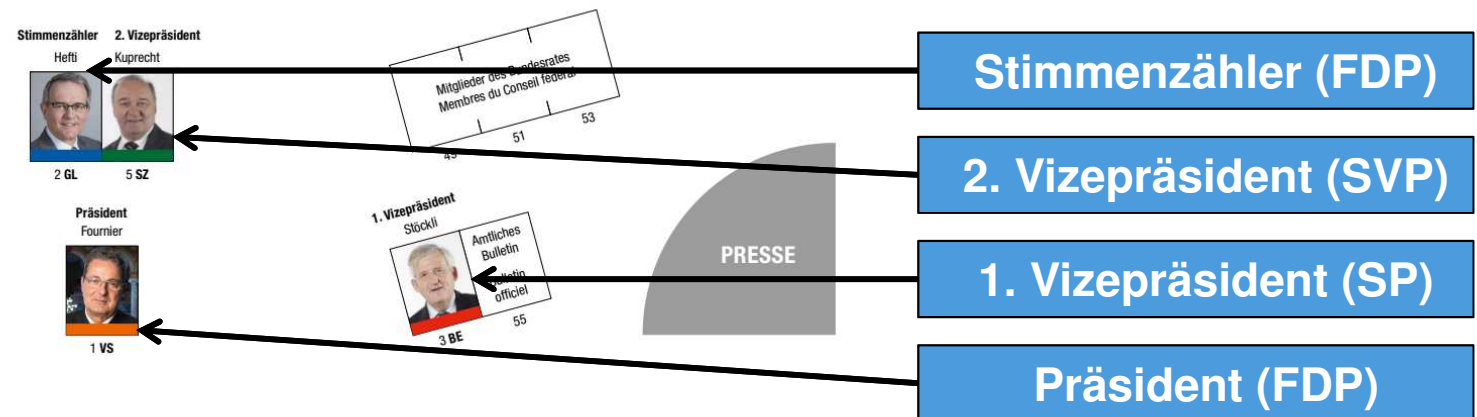 Stimmenzähler 2. Vizepräsident
Hefti Kuprecht
2 GL 5 SZ
Präsident
Fournier
1 VS
Mitglieder des Bundesrates
Membres du Conseil fédéral
49 51 53
1. Vizepräsident
Stöckli
Amtliches
Bulletin
Bulletin
officiel
3 BE 55
PRESSE
Stimmenzähler (FDP)
2. Vizepräsident (SVP)
1. Vizepräsident (SP)
Präsident (FDP)